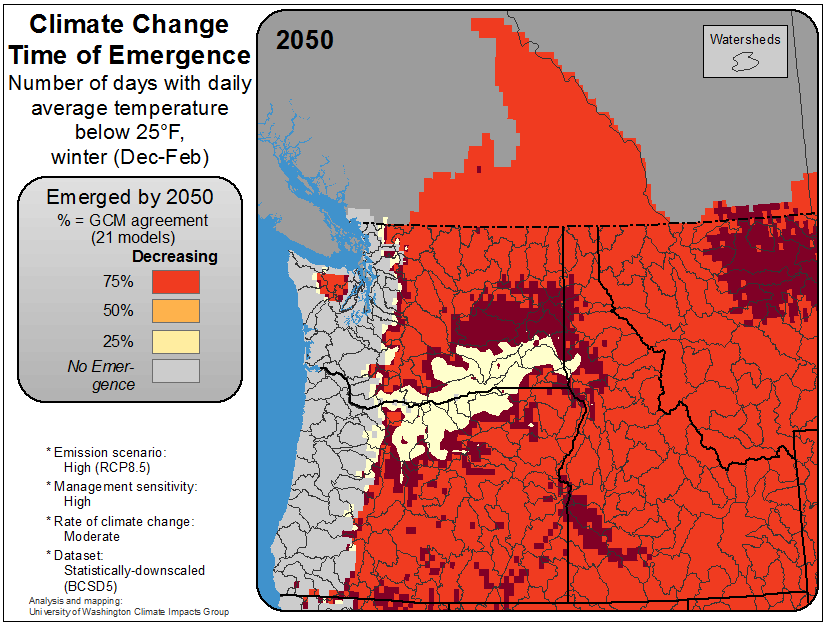 Climate Change
Time of Emergence
Number of days with daily
average temperature
below 25°F,
winter (Dec-Feb)
Emerged by 2050
% = GCM agreement
(21 models)
Decreasing
75%
50%
25%
No Emer-
gence
* Emission scenario:
High (RCP8.5)
* Management sensitivity:
High
* Rate of climate change:
Moderate
* Dataset:
Statistically-downscaled
(BCSD5)
Analysis and mapping:
University of Washington Climate Impacts Group
2050
Watersheds